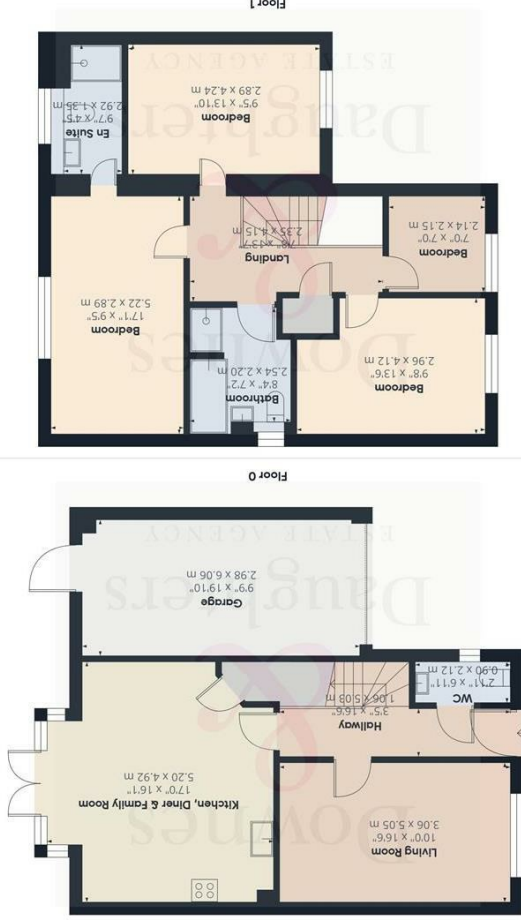 Living Room
10'0" x 16'6"
3.06 x 5.05 m
Kitchen, Diner & Family Room
17'0" x 16'1"
5.20 x 4.92 m
Hallway
3'5" x 16'6"
1.06 x 5.03 m
WC
2'11" x 6'11"
0.90 x 2.12 m
Garage
9'9" x 19'10"
2.98 x 6.06 m
Downes
&
Daughters
ESTATE AGENCY
Floor 0
Bathroom
8'4" x 7'2"
2.54 x 2.20 m
Bedroom
9'8" x 13'6"
2.96 x 4.12 m
Bedroom
17'1" x 9'5"
5.22 x 2.89 m
Landing
7'8" x 13'7"
2.35 x 4.15 m
Bedroom
7'0" x 7'0"
2.14 x 2.15 m
En Suite
9'7" x 4'5"
2.92 x 1.35 m
Bedroom
9'5" x 13'10"
2.89 x 4.24 m
Downes
&
Daughters
ESTATE AGENCY
Floor 1